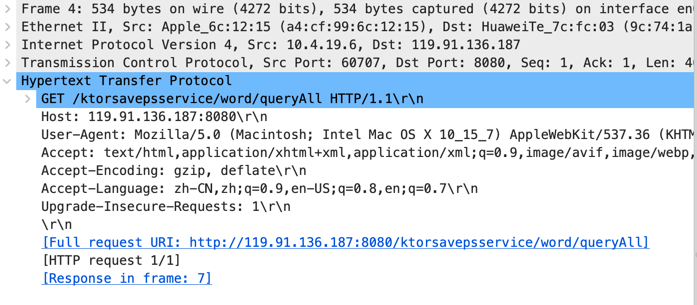 Frame 4: 534 bytes on wire (4272 bits), 534 bytes captured (4272 bits) on interface en
Ethernet II, Src: Apple_6c:12:15 (a4:cf:99:6c:12:15), Dst: HuaweiTe_7c:fc:03 (9c:74:1a
Internet Protocol Version 4, Src: 10.4.19.6, Dst: 119.91.136.187
Transmission Control Protocol, Src Port: 60707, Dst Port: 8080, Seq: 1, Ack: 1, Len: 4
Hypertext Transfer Protocol
GET /ktorsavepsservice/word/queryAll HTTP/1.1\r\n
Host: 119.91.136.187:8080\r\n
User-Agent: Mozilla/5.0 (Macintosh; Intel Mac OS X 10_15_7) AppleWebKit/537.36 (KHTM
Accept: text/html,application/xhtml+xml,application/xml;q=0.9,image/avif,image/webp,
Accept-Encoding: gzip, deflate\r\n
Accept-Language: zh-CN,zh;q=0.9,en-US;q=0.8,en;q=0.7\r\n
Upgrade-Insecure-Requests: 1\r\n
\r\n
[Full request URI: http://119.91.136.187:8080/ktorsavepsservice/word/queryAll]
[HTTP request 1/1]
[Response in frame: 7]